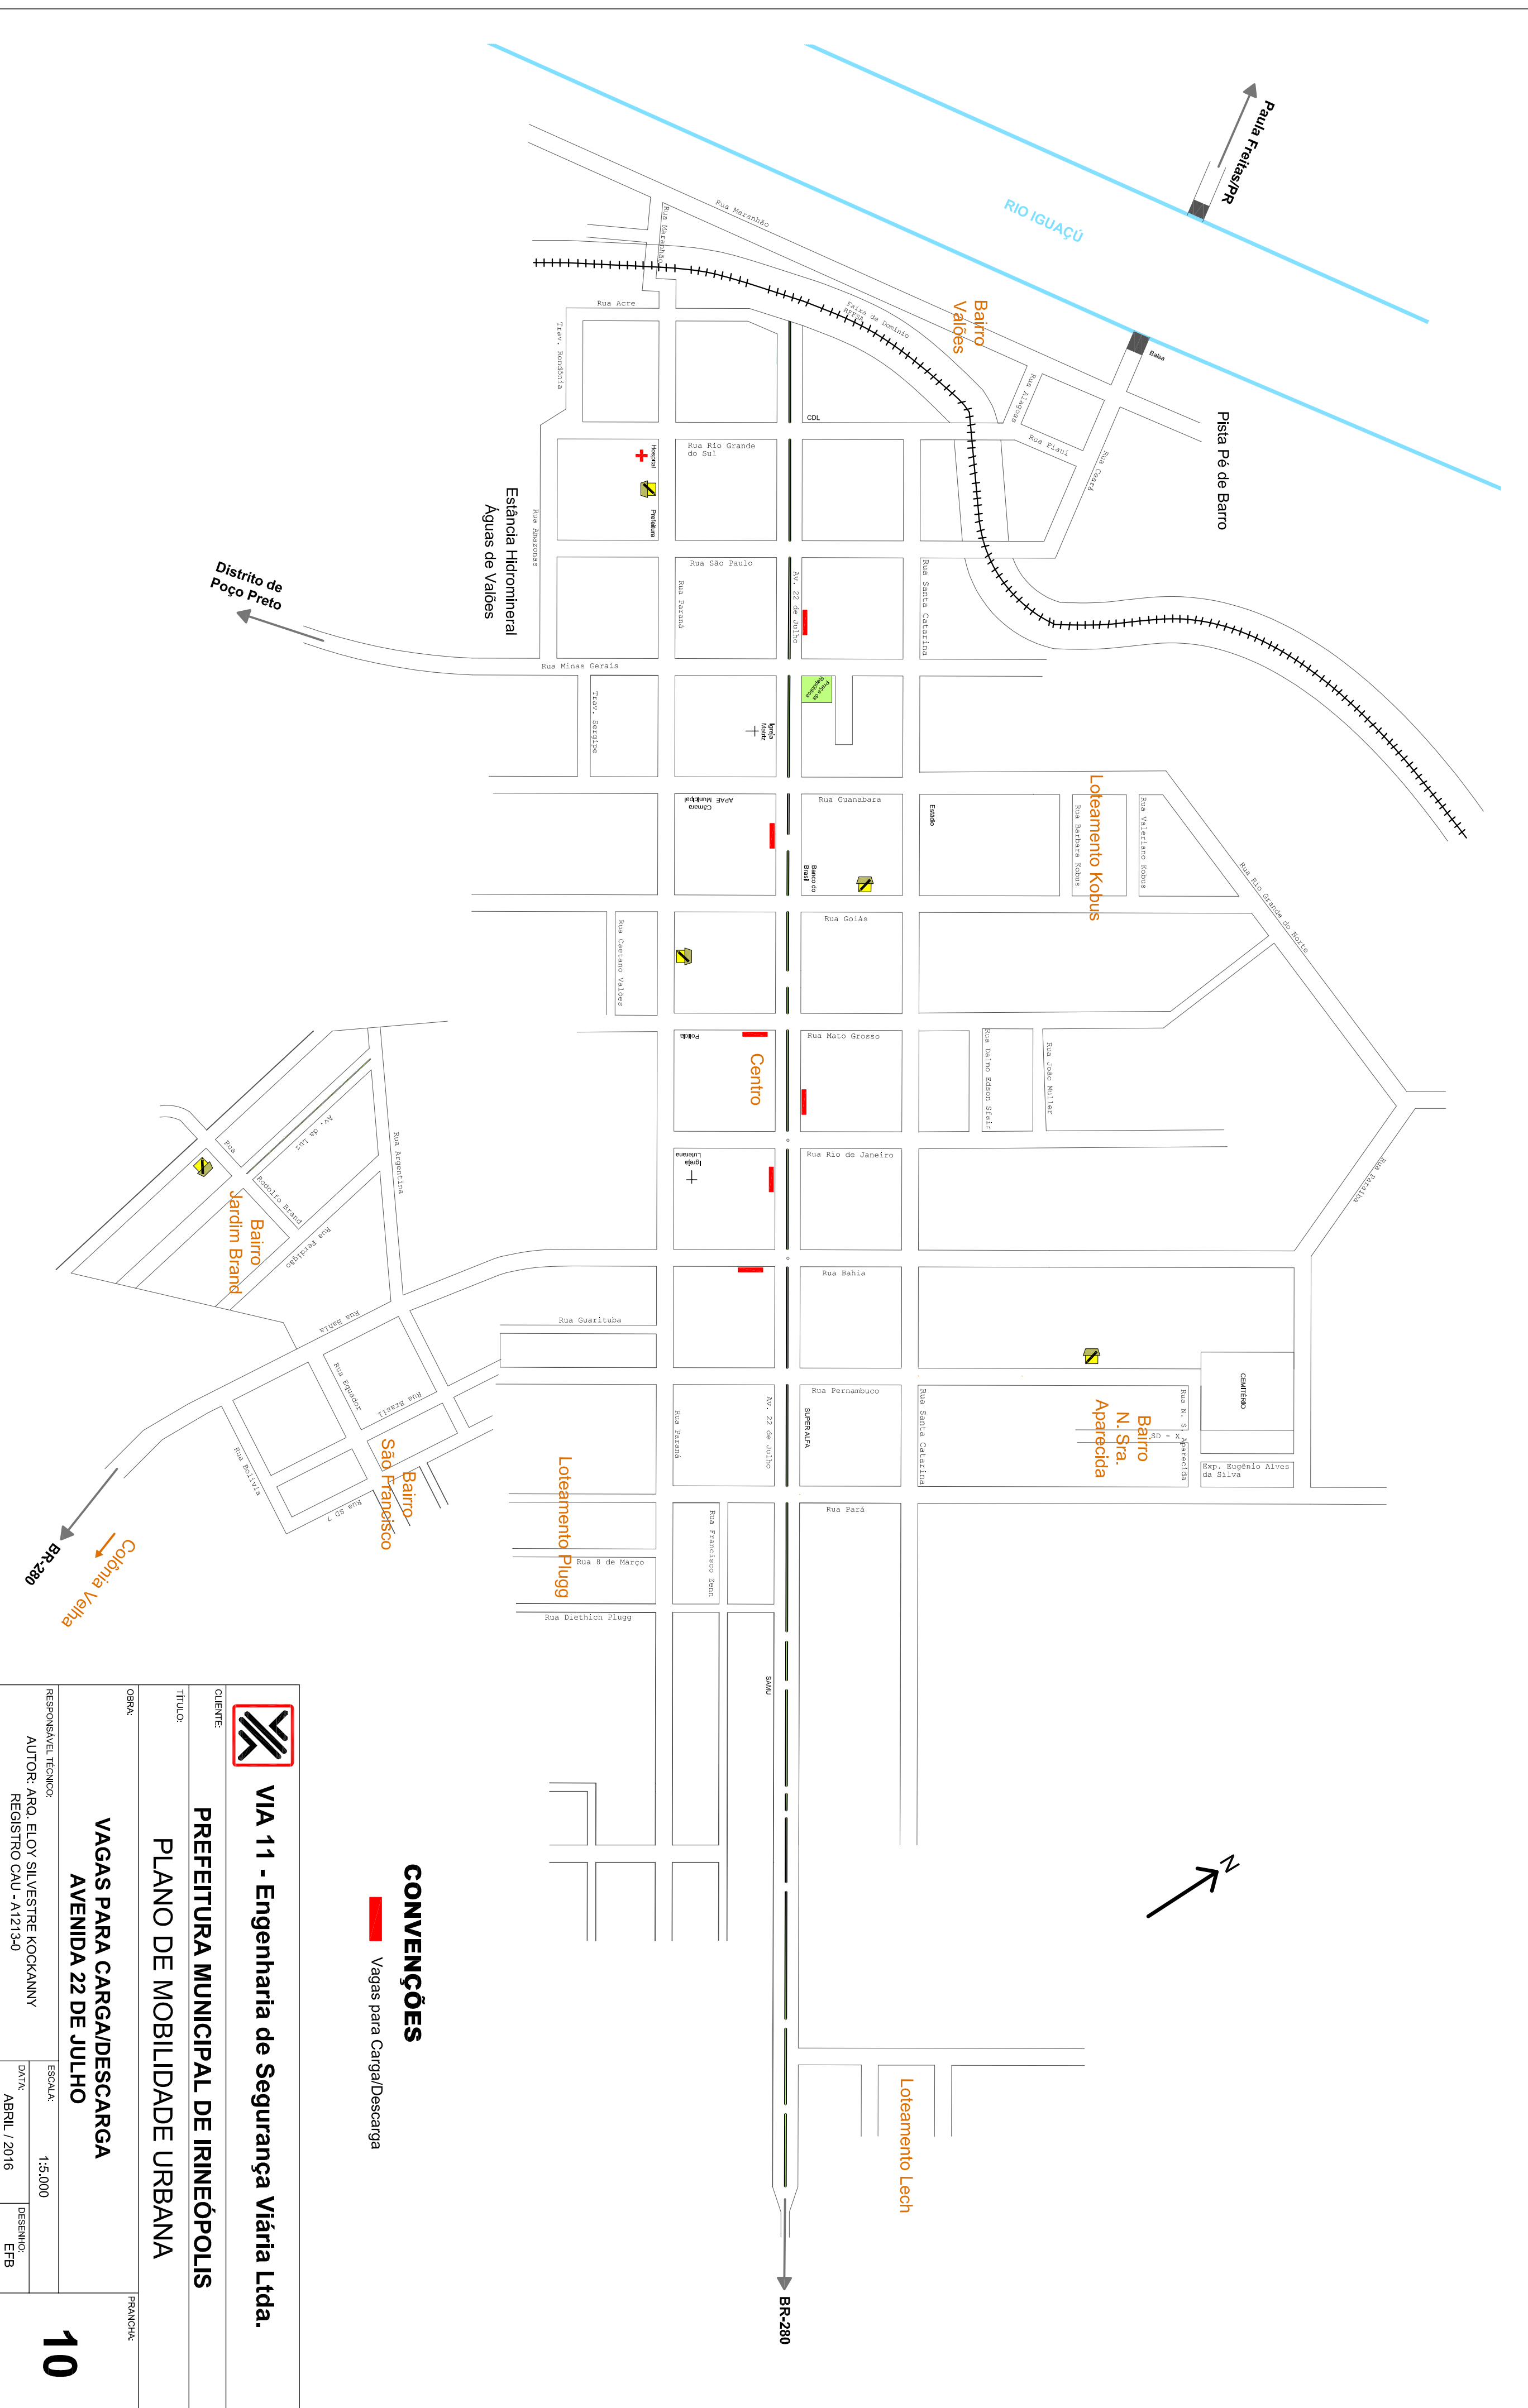 Paula Freitas/PR
RIO IGUAÇÚ
Rua Maranhão
Rua Maranhão
Faixa de Domínio
RFFSA
Bairro
Valões
Balsa
Pista Pé de Barro
Rua Alagoas
Rua Piauí
Rua Ceará
Rua Acre
Trav. Rondônia
CDL
Rua Rio Grande
do Sul
Hospital
Prefeitura
Rua Amazonas
Estância Hidromineral
Águas de Valões
Distrito de
Poço Preto
Rua São Paulo
Rua Paraná
Av. 22 de Julho
Rua Santa Catarina
Rua Minas Gerais
Trav. Sergipe
Praça da
República
Igreja
Matriz
APAE
Câmara
Municipal
Rua Guanabara
Estádio
Banco do
Brasil
Rua Barbara Kobus
Loteamento Kobus
Rua Valeriano Kobus
Rua Rio Grande do Norte
Rua Goiás
Rua Caetano Valões
Polícia
Centro
Rua Mato Grosso
Rua Dalmo Edson Sfair
Rua João Muller
Rua Rio de Janeiro
Igreja
Luterana
Rua Paraíba
Rua Argentina
Av. da Luz
Rua
Rodolfo Brand
Bairro
Jardim Brand
Rua Perdigão
Rua Bahia
Rua Bahia
Rua Guarituba
Rua Equador
Rua Brasil
Rua Bolivia
Rua SD 7
Bairro
São Francisco
BR-280
Colônia Velha
Rua Pernambuco
SUPER ALFA
Rua Paraná
Av. 22 de Julho
Rua Santa Catarina
CEMITÉRIO
Bairro
N. Sra.
Aparecida
Rua N. S. Aparecida
SD - X
Exp. Eugênio Alves
da Silva
Loteamento Plugg
Rua Pará
Rua Francisco Zenn
Rua 8 de Março
Rua Diethich Plugg
SAMU
N
Loteamento Lech
BR-280
CONVENÇÕES
Vagas para Carga/Descarga
VIA 11 - Engenharia de Segurança Viária Ltda.
CLIENTE:
PREFEITURA MUNICIPAL DE IRINEÓPOLIS
TÍTULO:
PLANO DE MOBILIDADE URBANA
OBRA:
VAGAS PARA CARGA/DESCARGA
AVENIDA 22 DE JULHO
RESPONSÁVEL TÉCNICO:
AUTOR: ARQ. ELOY SILVESTRE KOCKANNY
REGISTRO CAU - A1213-0
ESCALA:
1:5.000
DATA:
ABRIL / 2016
DESENHO:
EFB
PRANCHA:
10